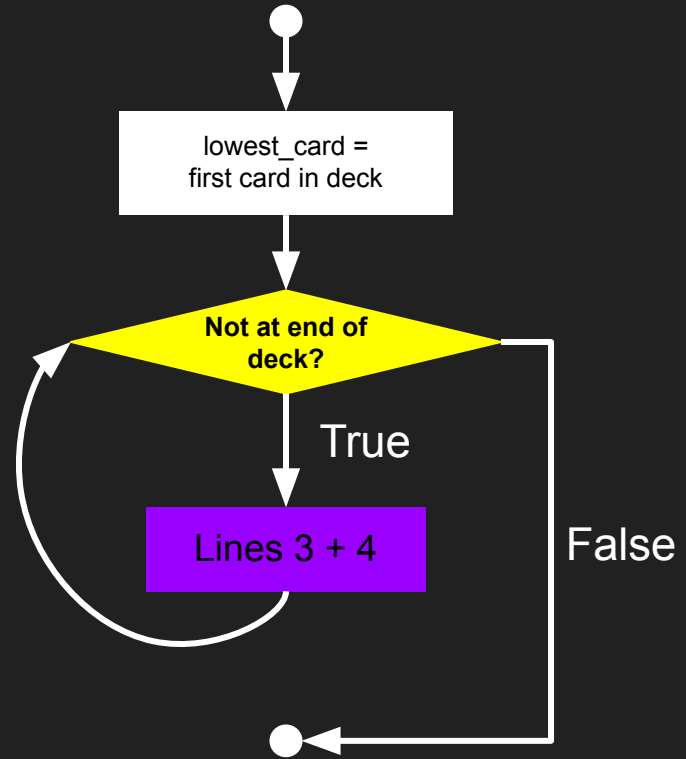 lowest_card =
first card in deck
Not at end of
deck?
True
Lines 3 + 4
False